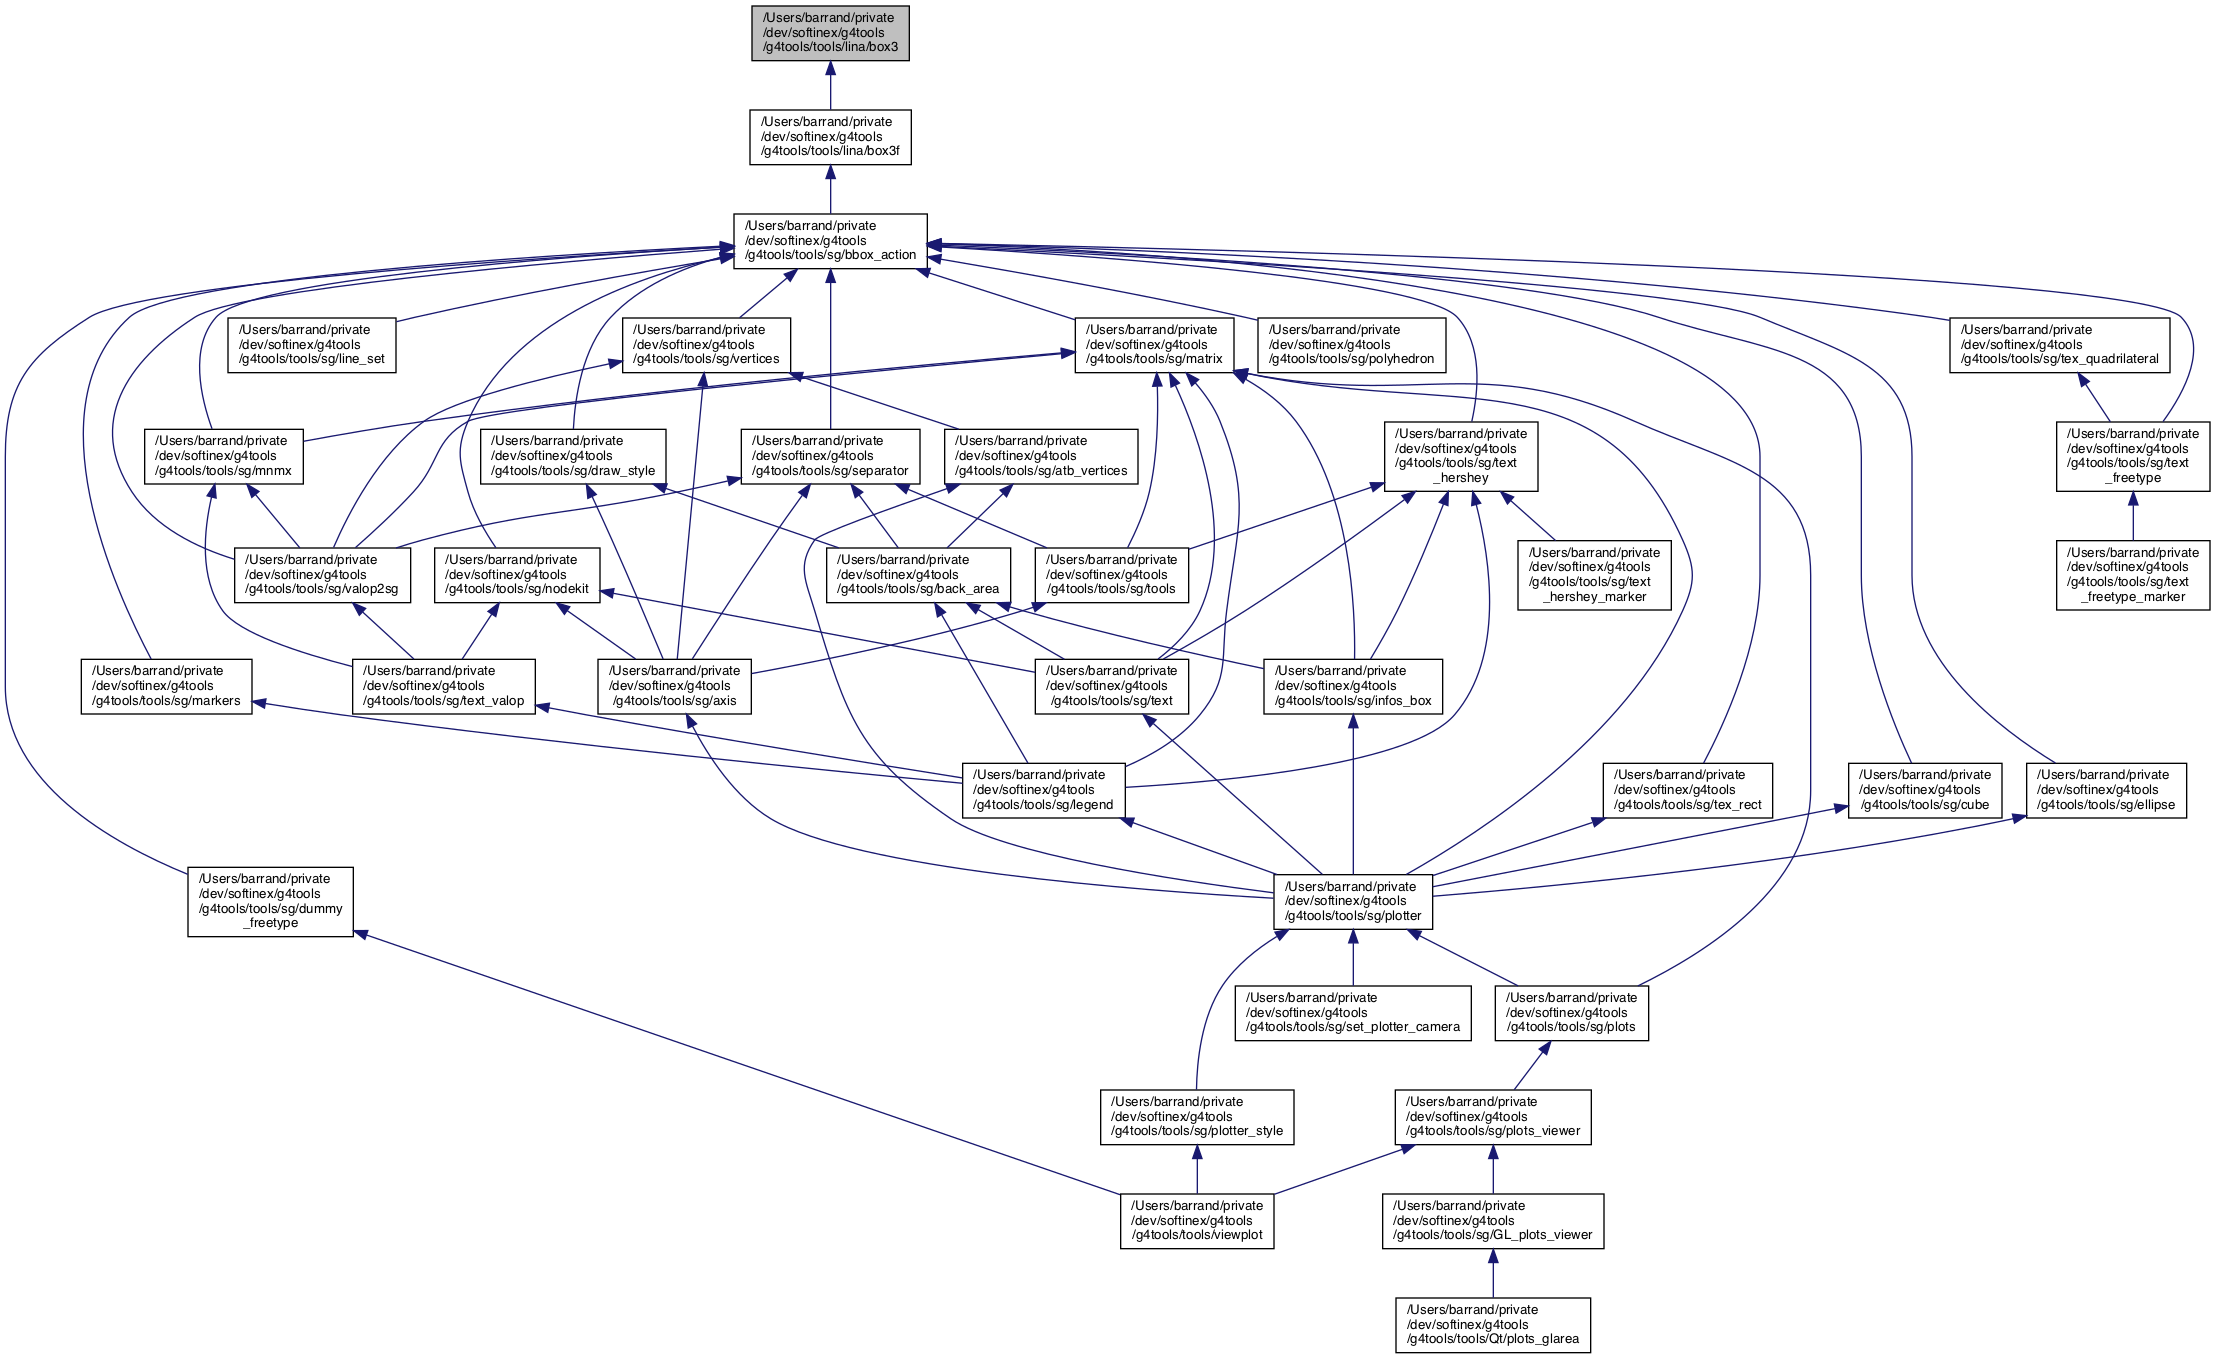 /Users/barrand/private
/dev/softinex/g4tools
/g4tools/tools/lina/box3
/Users/barrand/private
/dev/softinex/g4tools
/g4tools/tools/lina/box3f
/Users/barrand/private
/dev/softinex/g4tools
/g4tools/tools/sg/bbox_action
/Users/barrand/private
/dev/softinex/g4tools
/g4tools/tools/sg/line_set
/Users/barrand/private
/dev/softinex/g4tools
/g4tools/tools/sg/vertices
/Users/barrand/private
/dev/softinex/g4tools
/g4tools/tools/sg/matrix
/Users/barrand/private
/dev/softinex/g4tools
/g4tools/tools/sg/polyhedron
/Users/barrand/private
/dev/softinex/g4tools
/g4tools/tools/sg/tex_quadrilateral
/Users/barrand/private
/dev/softinex/g4tools
/g4tools/tools/sg/mnmx
/Users/barrand/private
/dev/softinex/g4tools
/g4tools/tools/sg/draw_style
/Users/barrand/private
/dev/softinex/g4tools
/g4tools/tools/sg/separator
/Users/barrand/private
/dev/softinex/g4tools
/g4tools/tools/sg/atb_vertices
/Users/barrand/private
/dev/softinex/g4tools
/g4tools/tools/sg/text
_hershey
/Users/barrand/private
/dev/softinex/g4tools
/g4tools/tools/sg/text
_freetype
/Users/barrand/private
/dev/softinex/g4tools
/g4tools/tools/sg/valop2sg
/Users/barrand/private
/dev/softinex/g4tools
/g4tools/tools/sg/nodekit
/Users/barrand/private
/dev/softinex/g4tools
/g4tools/tools/sg/back_area
/Users/barrand/private
/dev/softinex/g4tools
/g4tools/tools/sg/tools
/Users/barrand/private
/dev/softinex/g4tools
/g4tools/tools/sg/text
_hershey_marker
/Users/barrand/private
/dev/softinex/g4tools
/g4tools/tools/sg/text
_freetype_marker
/Users/barrand/private
/dev/softinex/g4tools
/g4tools/tools/sg/markers
/Users/barrand/private
/dev/softinex/g4tools
/g4tools/tools/sg/text_valop
/Users/barrand/private
/dev/softinex/g4tools
/g4tools/tools/sg/axis
/Users/barrand/private
/dev/softinex/g4tools
/g4tools/tools/sg/text
/Users/barrand/private
/dev/softinex/g4tools
/g4tools/tools/sg/infos_box
/Users/barrand/private
/dev/softinex/g4tools
/g4tools/tools/sg/legend
/Users/barrand/private
/dev/softinex/g4tools
/g4tools/tools/sg/tex_rect
/Users/barrand/private
/dev/softinex/g4tools
/g4tools/tools/sg/cube
/Users/barrand/private
/dev/softinex/g4tools
/g4tools/tools/sg/ellipse
/Users/barrand/private
/dev/softinex/g4tools
/g4tools/tools/sg/dummy
_freetype
/Users/barrand/private
/dev/softinex/g4tools
/g4tools/tools/sg/plotter
/Users/barrand/private
/dev/softinex/g4tools
/g4tools/tools/sg/set_plotter_camera
/Users/barrand/private
/dev/softinex/g4tools
/g4tools/tools/sg/plots
/Users/barrand/private
/dev/softinex/g4tools
/g4tools/tools/sg/plotter_style
/Users/barrand/private
/dev/softinex/g4tools
/g4tools/tools/sg/plots_viewer
/Users/barrand/private
/dev/softinex/g4tools
/g4tools/tools/viewplot
/Users/barrand/private
/dev/softinex/g4tools
/g4tools/tools/sg/GL_plots_viewer
/Users/barrand/private
/dev/softinex/g4tools
/g4tools/tools/Qt/plots_glarea